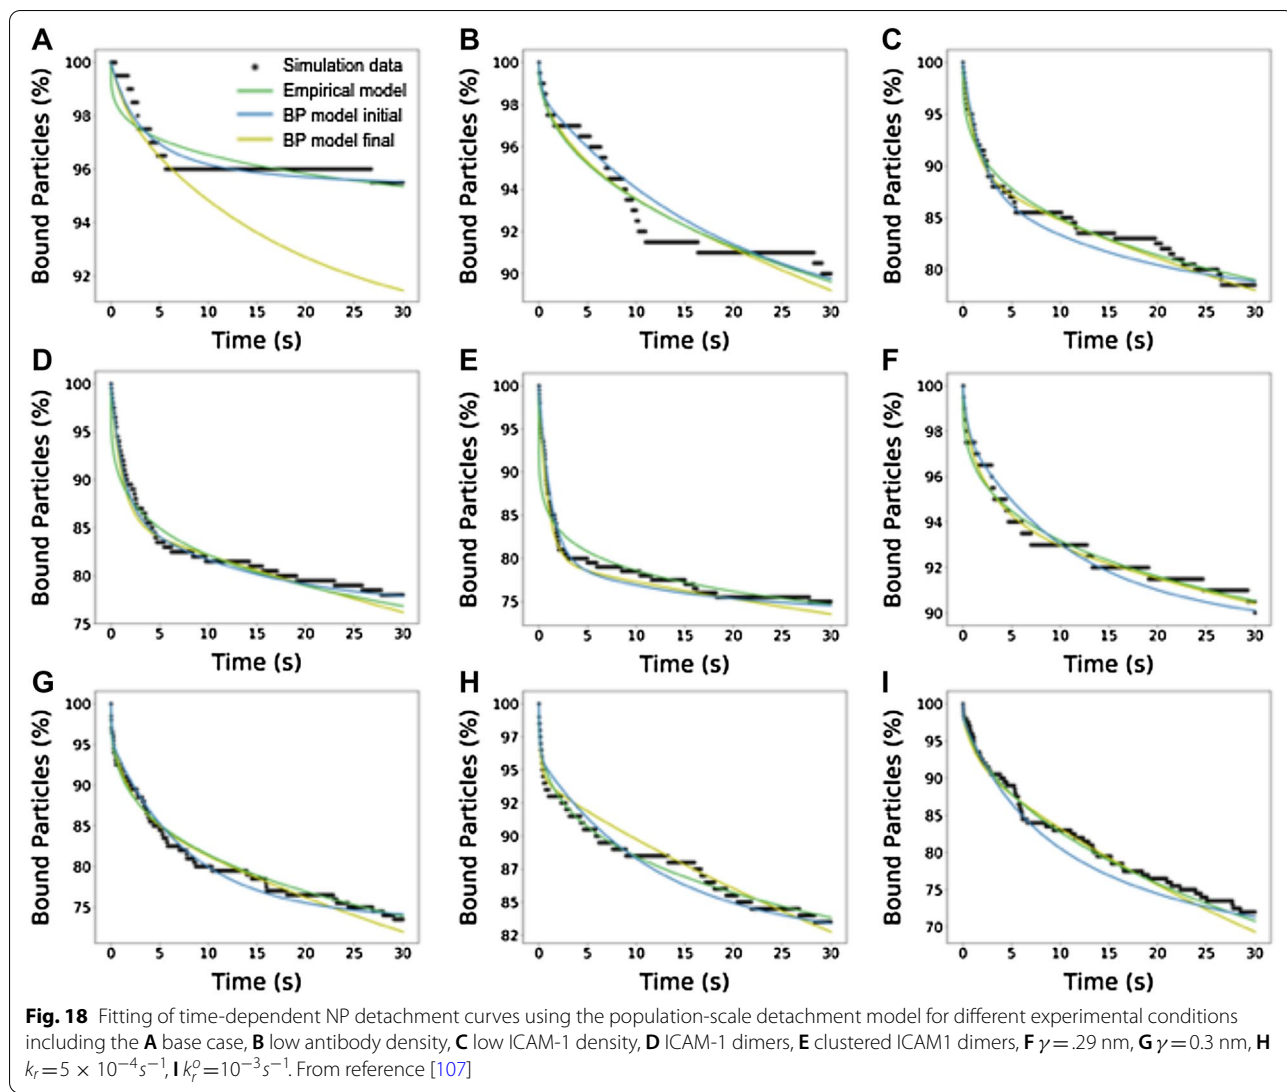 A
Bound Particles (%)
100
98
96
94
92
Simulation data
Empirical model
BP model initial
BP model final
0 5 10 15 20 25 30
Time (s)
B
Bound Particles (%)
100
98
96
94
92
90
0 5 10 15 20 25 30
Time (s)
C
Bound Particles (%)
100
95
90
85
80
0 5 10 15 20 25 30
Time (s)
D
Bound Particles (%)
100
95
90
85
80
75
0 5 10 15 20 25 30
Time (s)
E
Bound Particles (%)
100
95
90
85
80
75
0 5 10 15 20 25 30
Time (s)
F
Bound Particles (%)
100
98
96
94
92
90
0 5 10 15 20 25 30
Time (s)
G
Bound Particles (%)
100
95
90
85
80
75
0 5 10 15 20 25 30
Time (s)
H
Bound Particles (%)
100
97
95
92
90
87
85
82
0 5 10 15 20 25 30
Time (s)
I
Bound Particles (%)
100
95
90
85
80
75
70
0 5 10 15 20 25 30
Time (s)
Fig. 18 Fitting of time-dependent NP detachment curves using the population-scale detachment model for different experimental conditions
including the A base case, B low antibody density, C low ICAM-1 density, D ICAM-1 dimers, E clustered ICAM1 dimers, F γ = .29 nm, G γ = 0.3 nm, H
kᵣ = 5 × 10⁻⁴s⁻¹, I kᵣᵒ = 10⁻³s⁻¹. From reference [107]